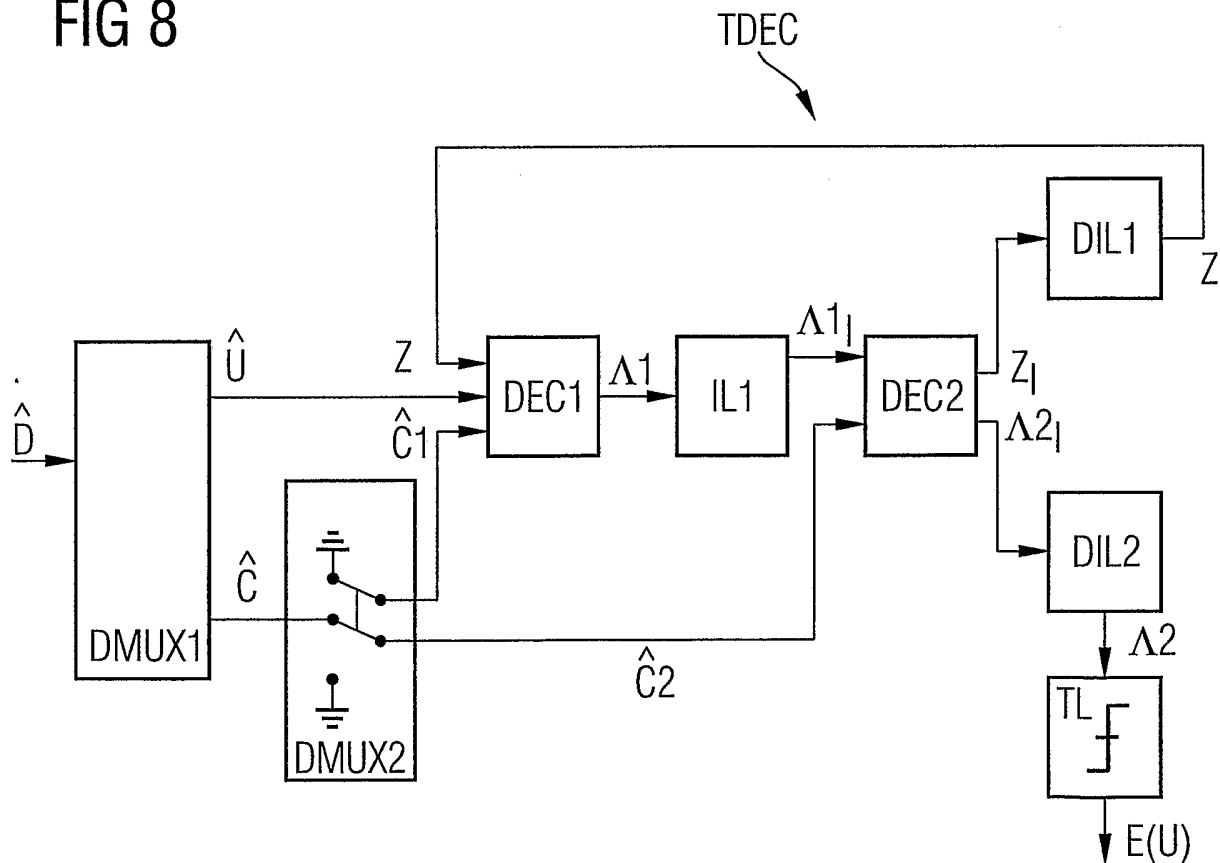 FIG 8
TDEC
DIL1
Z
Λ1I
Û
Z
DEC1
Λ1
IL1
DEC2
ZI
D̂
Ĉ1
Λ2I
Ĉ
DIL2
DMUX1
Ĉ2
Λ2
TL
DMUX2
E(U)